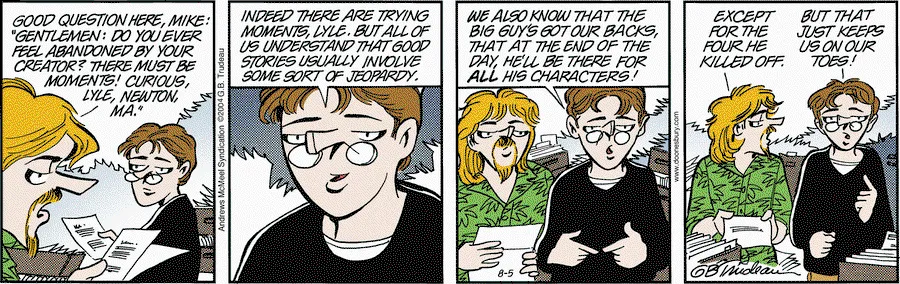 GOOD QUESTION HERE, MIKE:
"GENTLEMEN: DO YOU EVER
FEEL ABANDONED BY YOUR
CREATOR? THERE MUST BE
MOMENTS! CURIOUS,
LYLE, NEWTON,
MA."
Andrews McMeel Syndication ©2004 G.B. Trudeau
INDEED THERE ARE TRYING
MOMENTS, LYLE. BUT ALL OF
US UNDERSTAND THAT GOOD
STORIES USUALLY INVOLVE
SOME SORT OF JEOPARDY.
WE ALSO KNOW THAT THE
BIG GUY'S GOT OUR BACKS,
THAT AT THE END OF THE
DAY, HE'LL BE THERE FOR
ALL HIS CHARACTERS!
8-5
www.doonesbury.com
EXCEPT
FOR THE
FOUR HE
KILLED OFF.
BUT THAT
JUST KEEPS
US ON OUR
TOES!
GBTrudeau